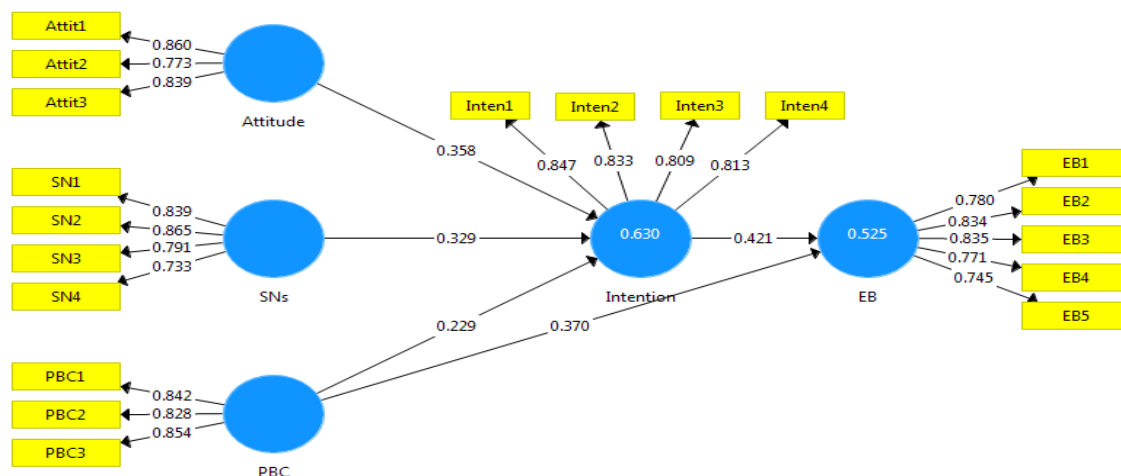 Attit1
0.860
Attit2
0.773
0.839
Attit3
Attitude
Inten1
Inten2
Inten3
Inten4
0.358
0.847
0.833
0.809
0.813
SN1
0.839
SN2
0.865
SN3
0.791
0.733
SN4
SNs
0.329
0.630
Intention
0.421
0.525
EB
EB1
0.780
EB2
0.834
EB3
0.835
0.771
EB4
0.745
EB5
0.229
0.370
PBC1
0.842
PBC2
0.828
0.854
PBC3
PBC